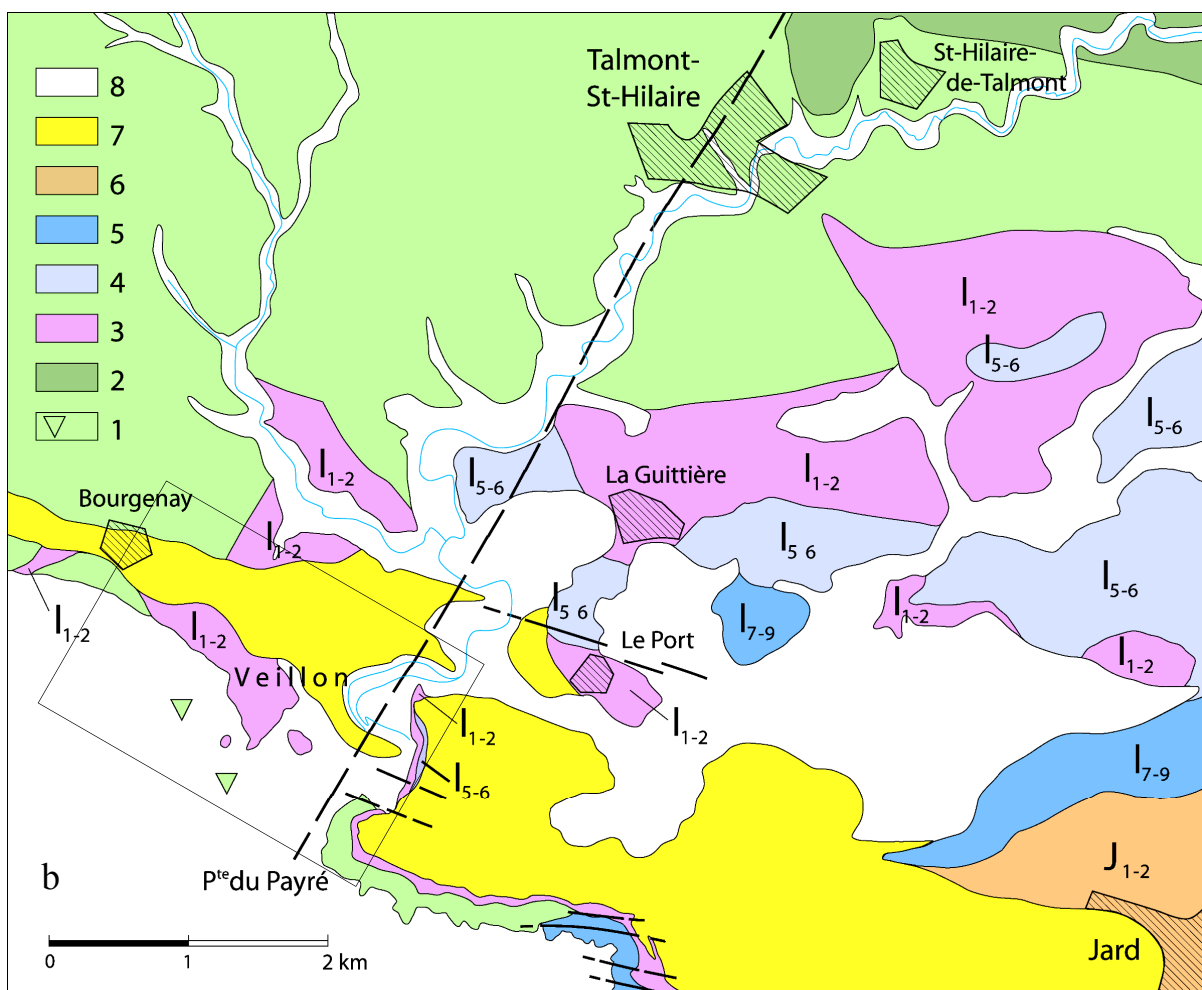 8
7
6
5
4
3
2
1
Talmont-
St-Hilaire
St-Hilaire-
de-Talmont
l1-2
l5-6
l5-6
l1-2
l5-6
La Guittière
l1-2
Bourgenay
l1-2
l5 6
l5-6
l1-2
l1-2
l5 6
l7-9
l1-2
Le Port
l1-2
Veillon
l1-2
l1-2
l5-6
l7-9
J1-2
b
Pte du Payré
Jard
0 1 2 km